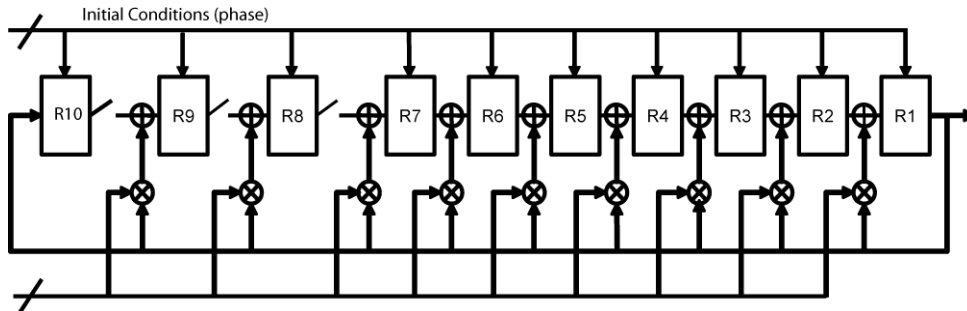 Initial Conditions (phase)
R10 R9 R8 R7 R6 R5 R4 R3 R2 R1